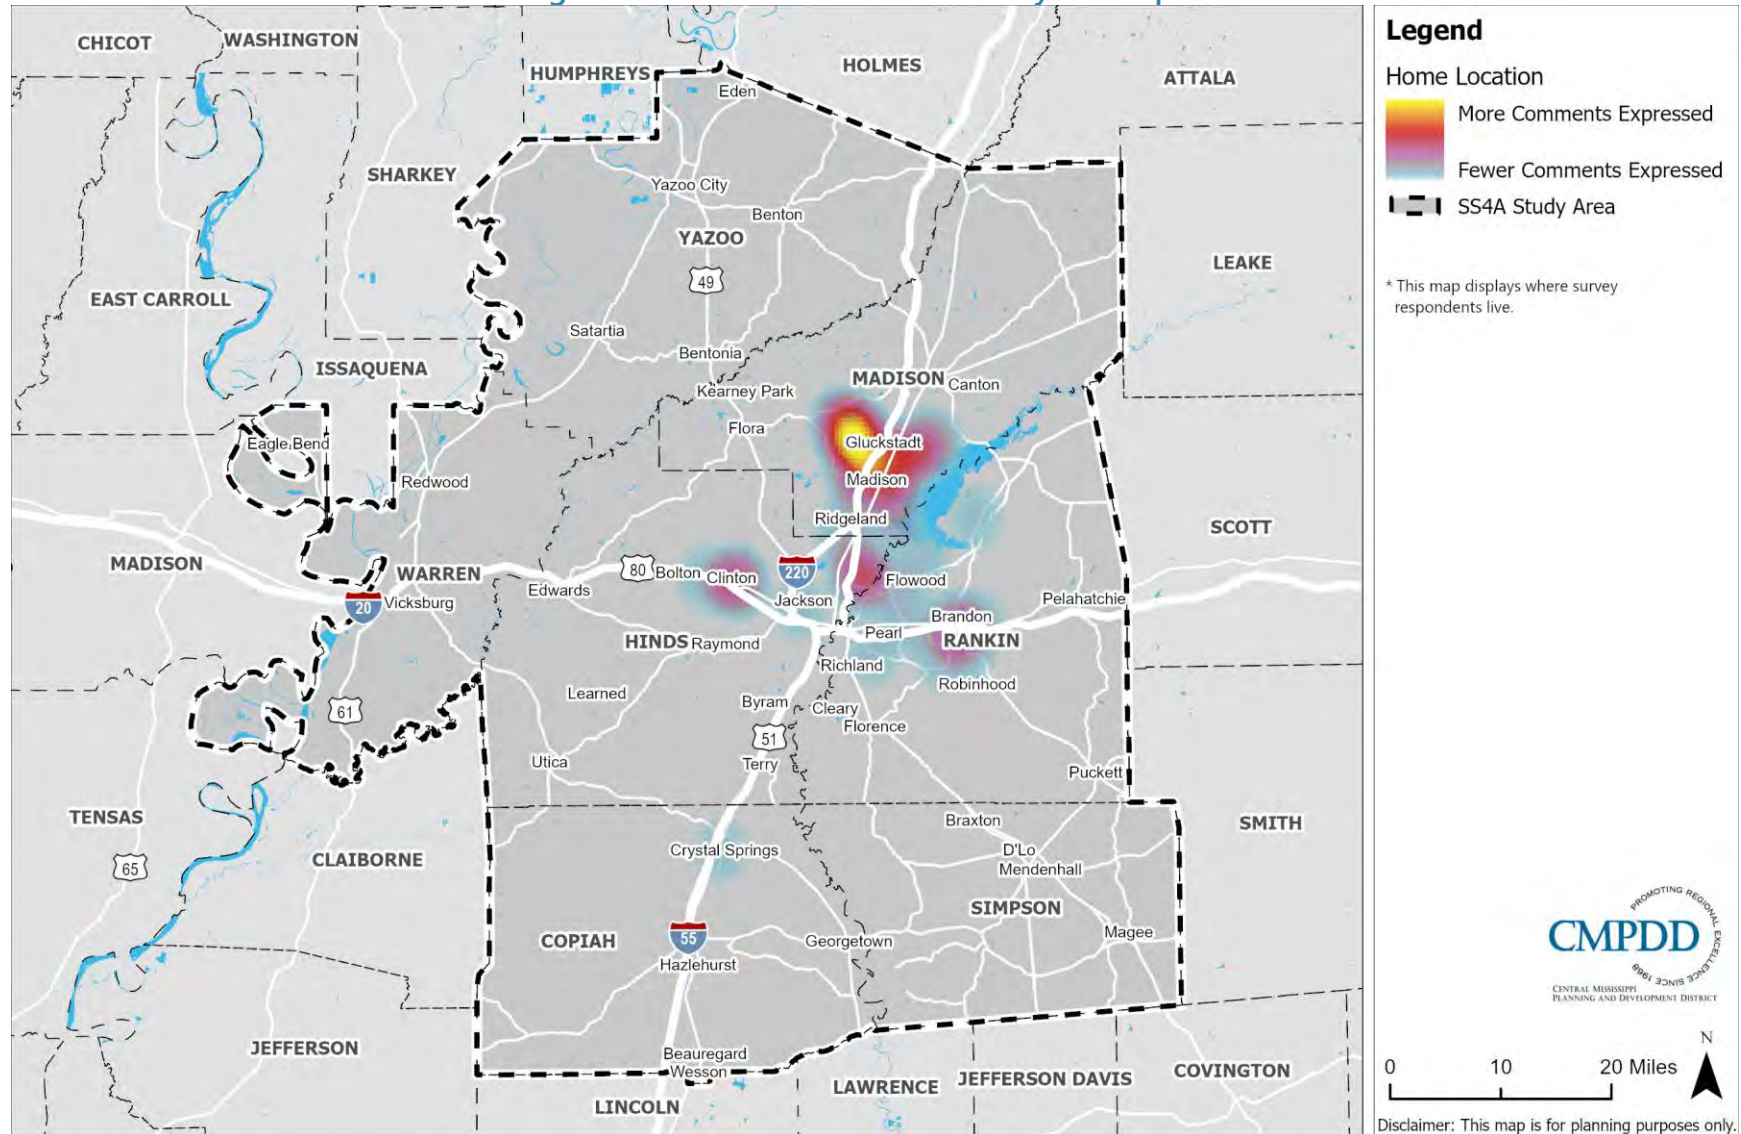 CHICOT
WASHINGTON
HUMPHREYS
HOLMES
ATTALA
Eden
SHARKEY
Yazoo City
Benton
YAZOO
49
LEAKE
EAST CARROLL
Satartia
Bentonia
ISSAQUENA
Kearney Park
MADISON
Canton
Flora
Gluckstadt
Eagle Bend
Redwood
Madison
Ridgeland
SCOTT
MADISON
WARREN
80
Bolton
Clinton
220
Flowood
Edwards
20
Vicksburg
Jackson
Pelahatchie
Brandon
HINDS
Raymond
Pearl
RANKIN
Richland
Robinhood
Learned
61
Byram
Cleary
Florence
51
Utica
Terry
Puckett
TENSAS
65
CLAIBORNE
Crystal Springs
Braxton
D'Lo
Mendenhall
SMITH
SIMPSON
COPIAH
55
Georgetown
Magee
Hazlehurst
JEFFERSON
Beauregard
Wesson
LINCOLN
LAWRENCE
JEFFERSON DAVIS
COVINGTON
Legend
Home Location
More Comments Expressed
Fewer Comments Expressed
SS4A Study Area
* This map displays where survey
respondents live.
PROMOTING REGIONAL EXCELLENCE SINCE 1968
CMPDD
CENTRAL MISSISSIPPI
PLANNING AND DEVELOPMENT DISTRICT
N
0 10 20 Miles
Disclaimer: This map is for planning purposes only.